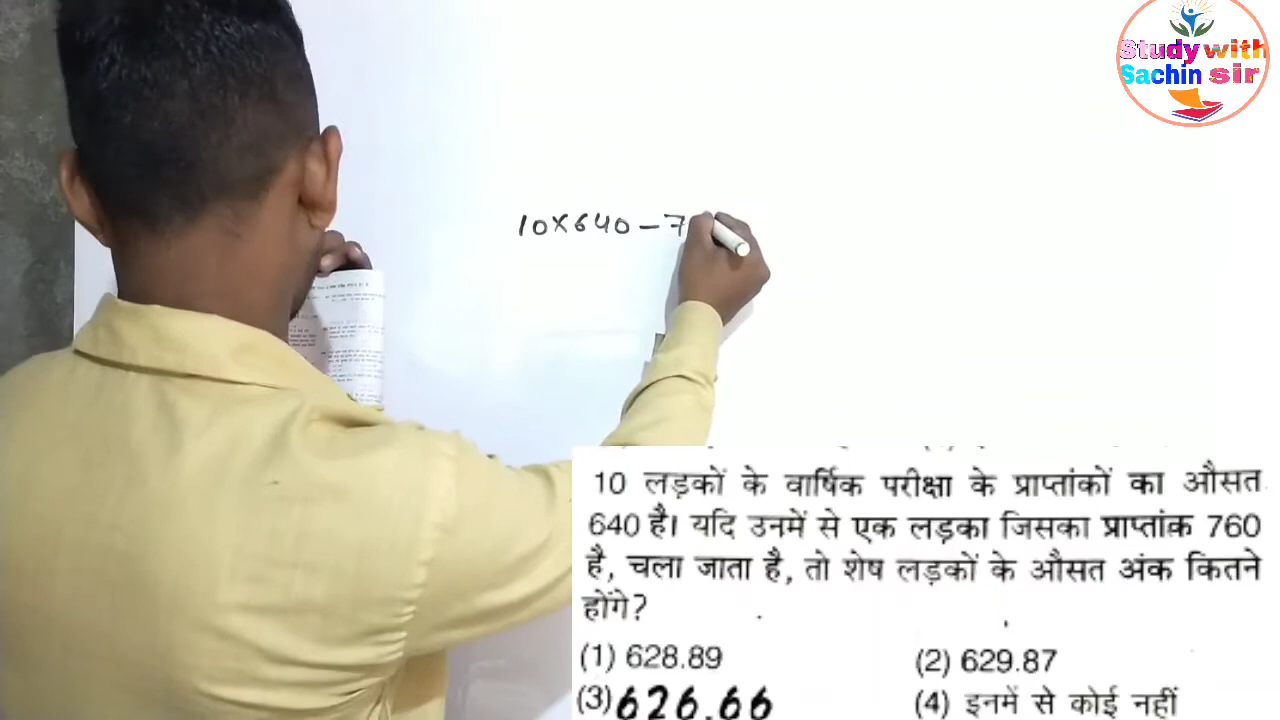 Study with
Sachin sir
10×640-7
10 लड़कों के वार्षिक परीक्षा के प्राप्तांकों का औसत
640 है। यदि उनमें से एक लड़का जिसका प्राप्तांक 760
है, चला जाता है, तो शेष लड़कों के औसत अंक कितने
होंगे?
(1) 628.89 (2) 629.87
(3) 626.66 (4) इनमें से कोई नहीं